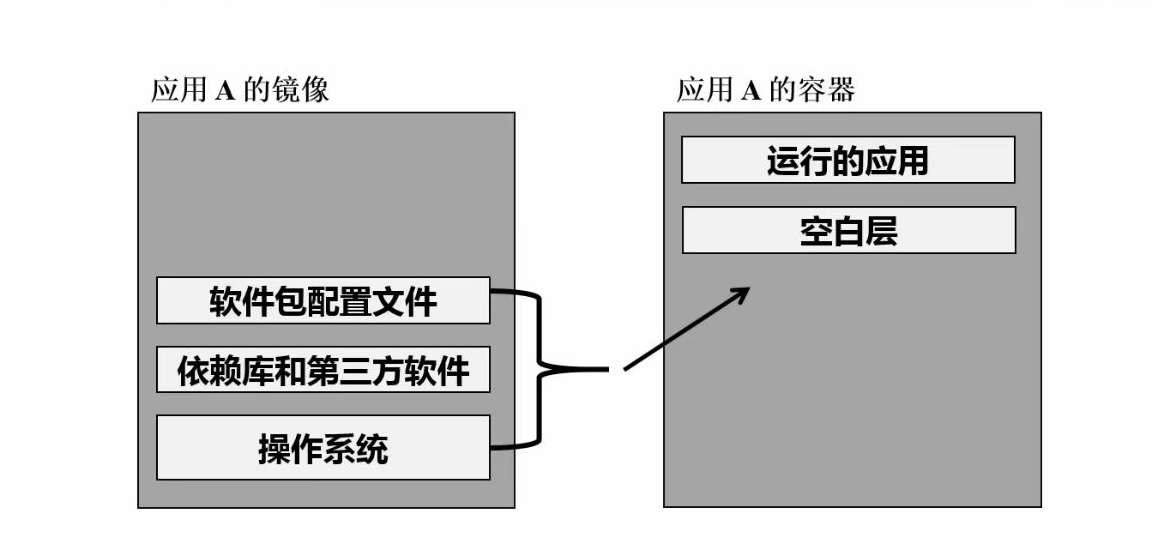 应用 A 的镜像
软件包配置文件
依赖库和第三方软件
操作系统
应用 A 的容器
运行的应用
空白层